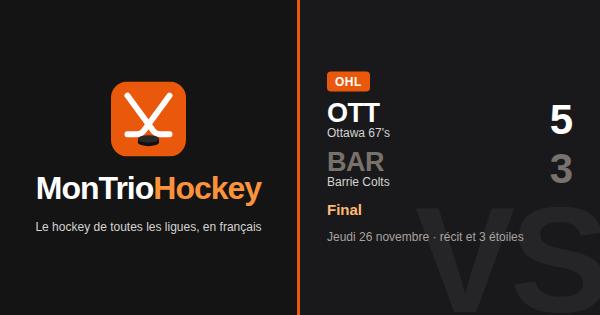 MonTrioHockey
Le hockey de toutes les ligues, en français
OHL
OTT 5
Ottawa 67's
BAR 3
Barrie Colts
Final
Jeudi 26 novembre · récit et 3 étoiles
VS